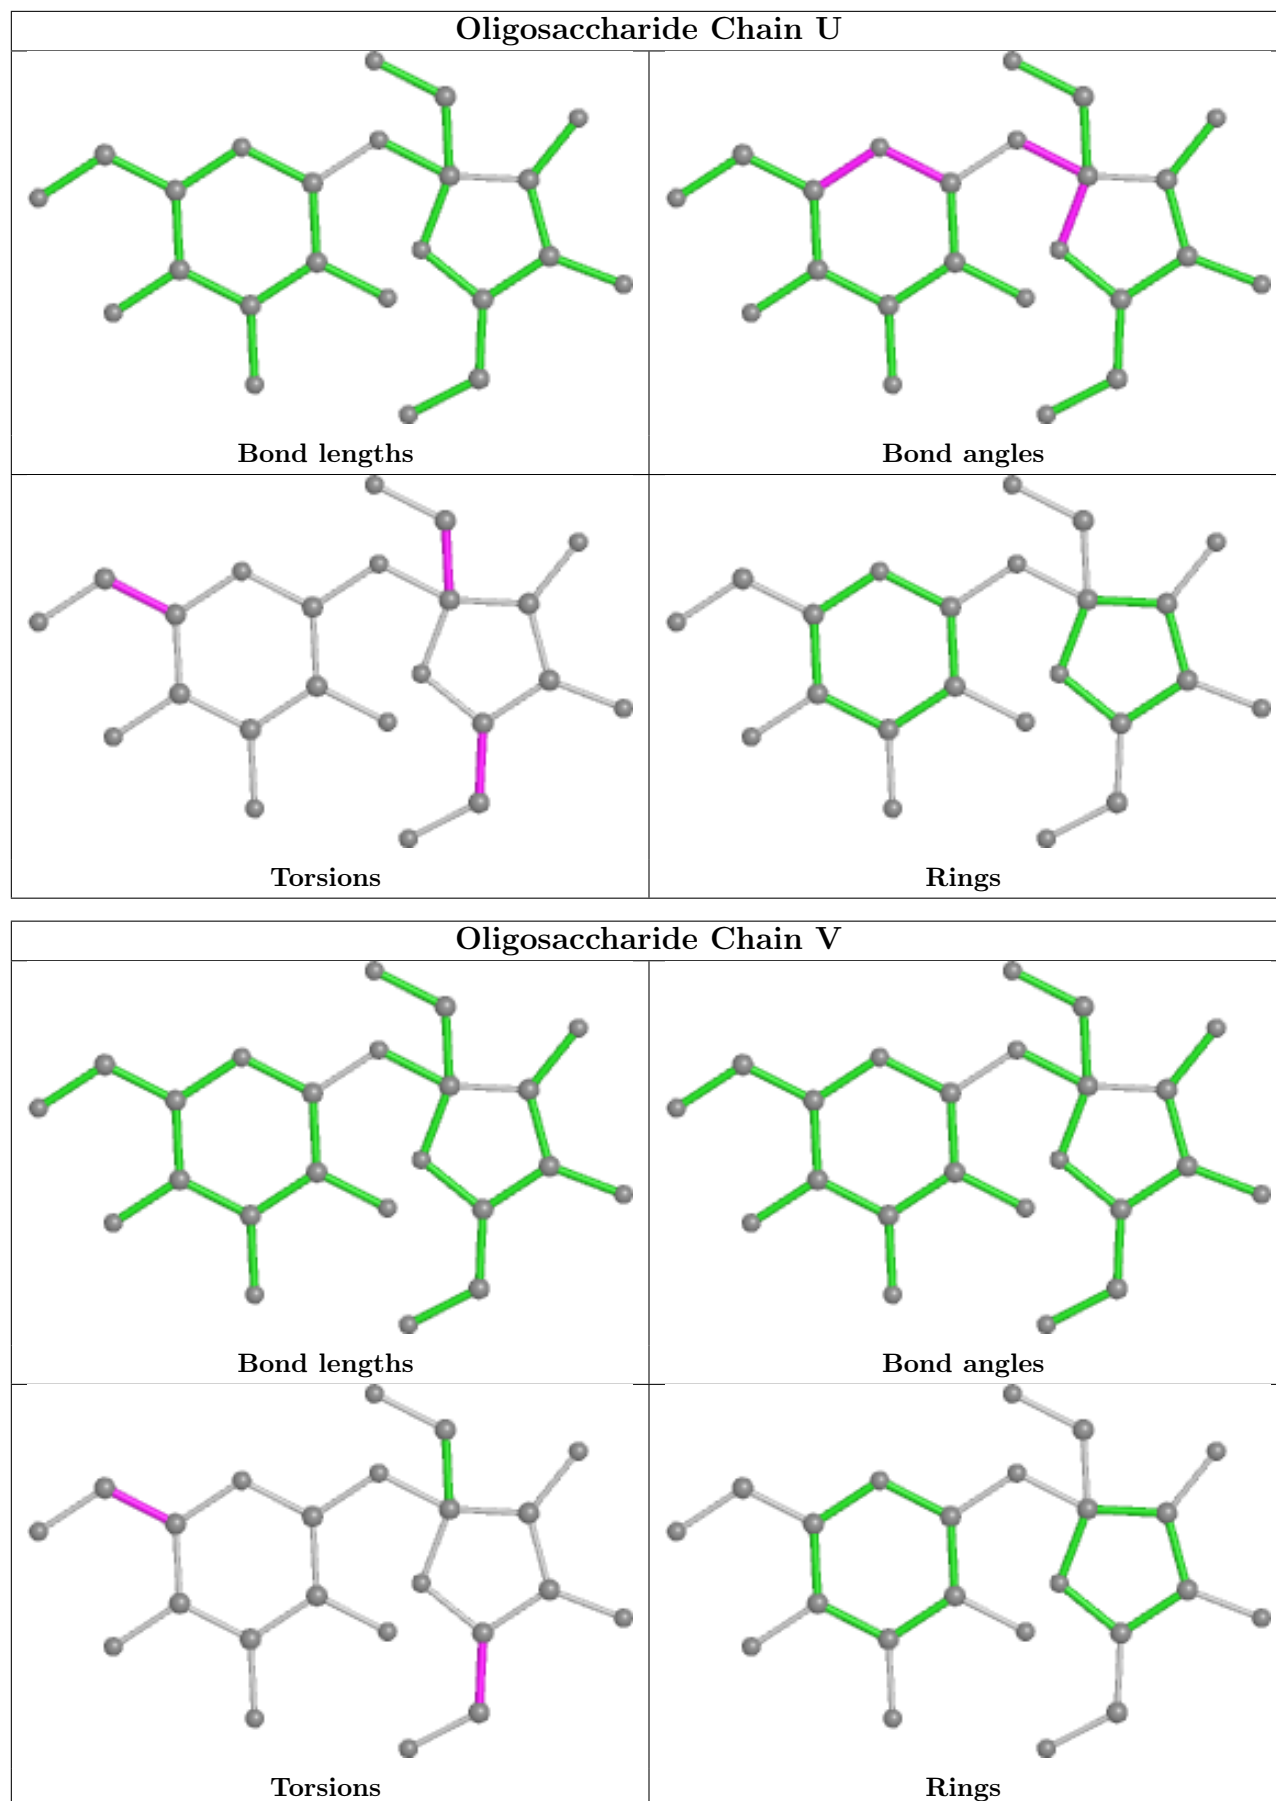 Oligosaccharide Chain U
Bond lengths
Bond angles
Torsions
Rings
Oligosaccharide Chain V
Bond lengths
Bond angles
Torsions
Rings